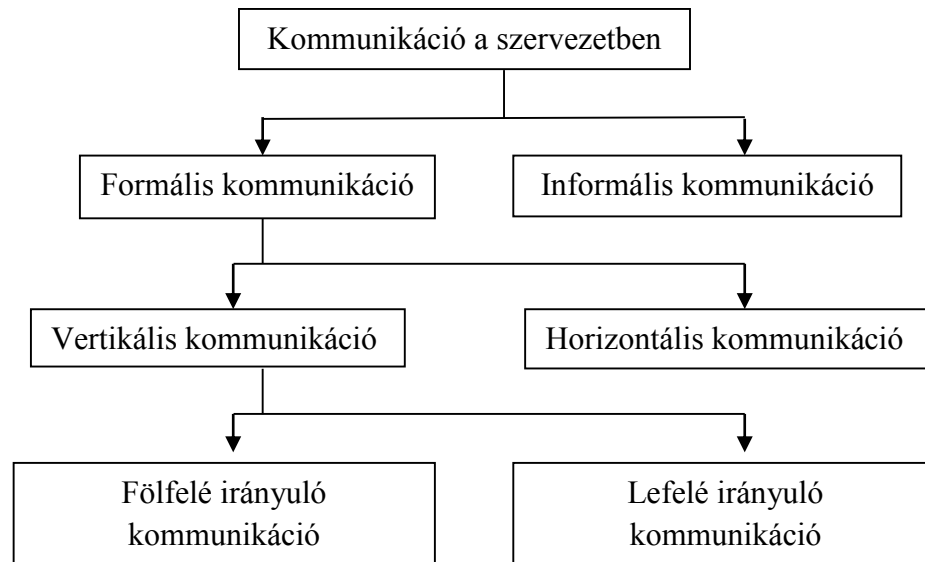 Kommunikáció a szervezetben
Formális kommunikáció
Informális kommunikáció
Vertikális kommunikáció
Horizontális kommunikáció
Fölfelé irányuló
kommunikáció
Lefelé irányuló
kommunikáció